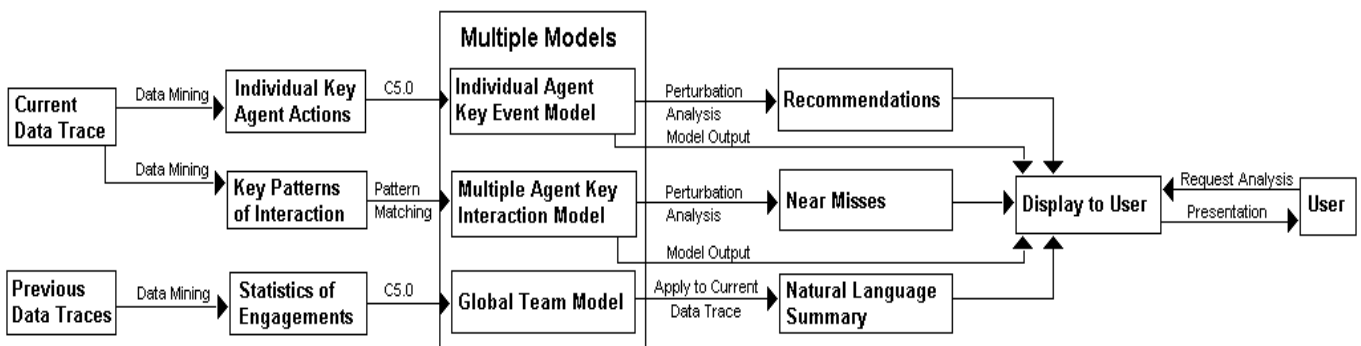 Multiple Models
Current
Data Trace
Data Mining
Individual Key
Agent Actions
C5.0
Individual Agent
Key Event Model
Perturbation
Analysis
Model Output
Recommendations
Data Mining
Key Patterns
of Interaction
Pattern
Matching
Multiple Agent Key
Interaction Model
Perturbation
Analysis
Model Output
Near Misses
Display to User
Request Analysis
Presentation
User
Previous
Data Traces
Data Mining
Statistics of
Engagements
C5.0
Global Team Model
Apply to Current
Data Trace
Natural Language
Summary